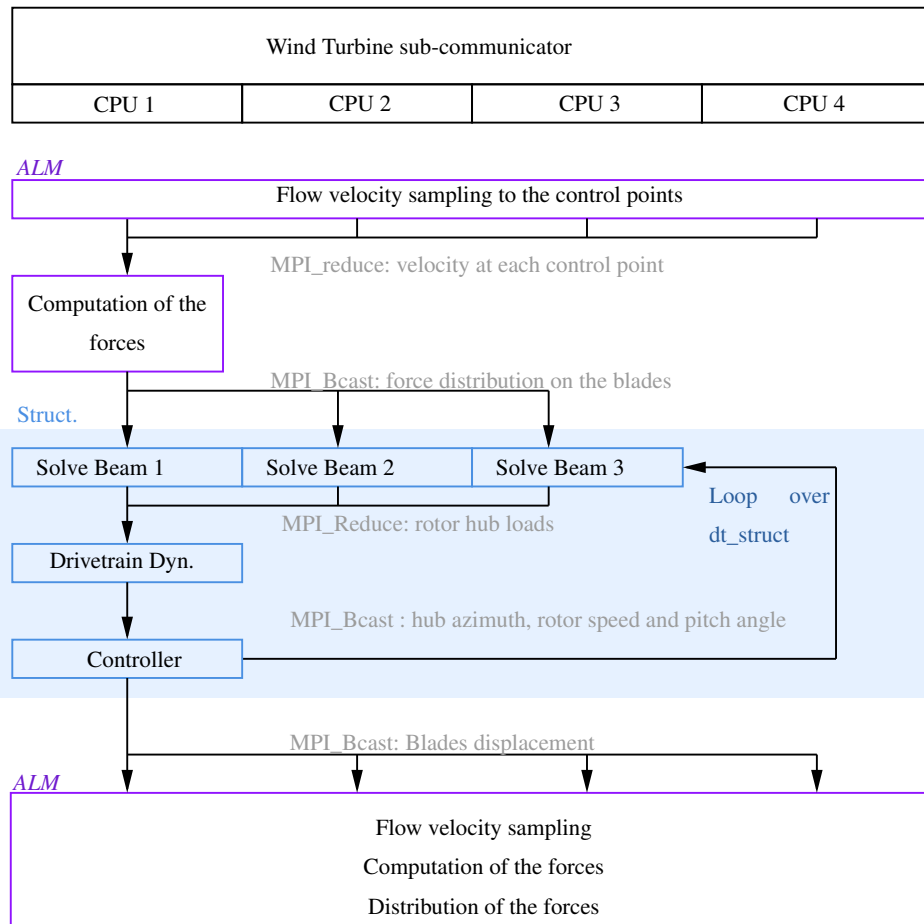 Wind Turbine sub-communicator
CPU 1
CPU 2
CPU 3
CPU 4
ALM
Flow velocity sampling to the control points
MPI_reduce: velocity at each control point
Computation of the
forces
MPI_Bcast: force distribution on the blades
Struct.
Solve Beam 1
Solve Beam 2
Solve Beam 3
Loop over
dt_struct
MPI_Reduce: rotor hub loads
Drivetrain Dyn.
MPI_Bcast : hub azimuth, rotor speed and pitch angle
Controller
MPI_Bcast: Blades displacement
ALM
Flow velocity sampling
Computation of the forces
Distribution of the forces